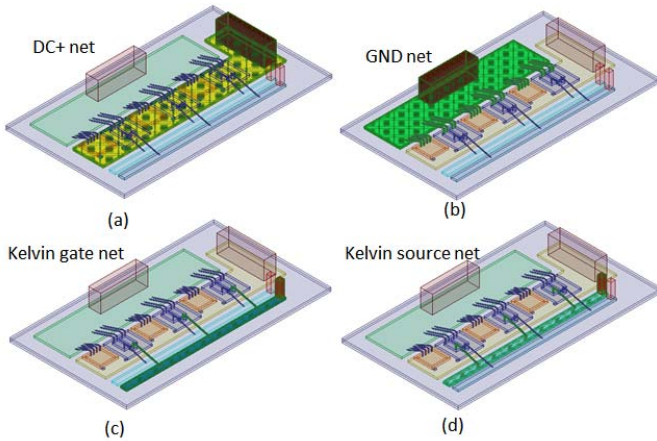 DC+ net
GND net
(a)
(b)
Kelvin gate net
Kelvin source net
(c)
(d)